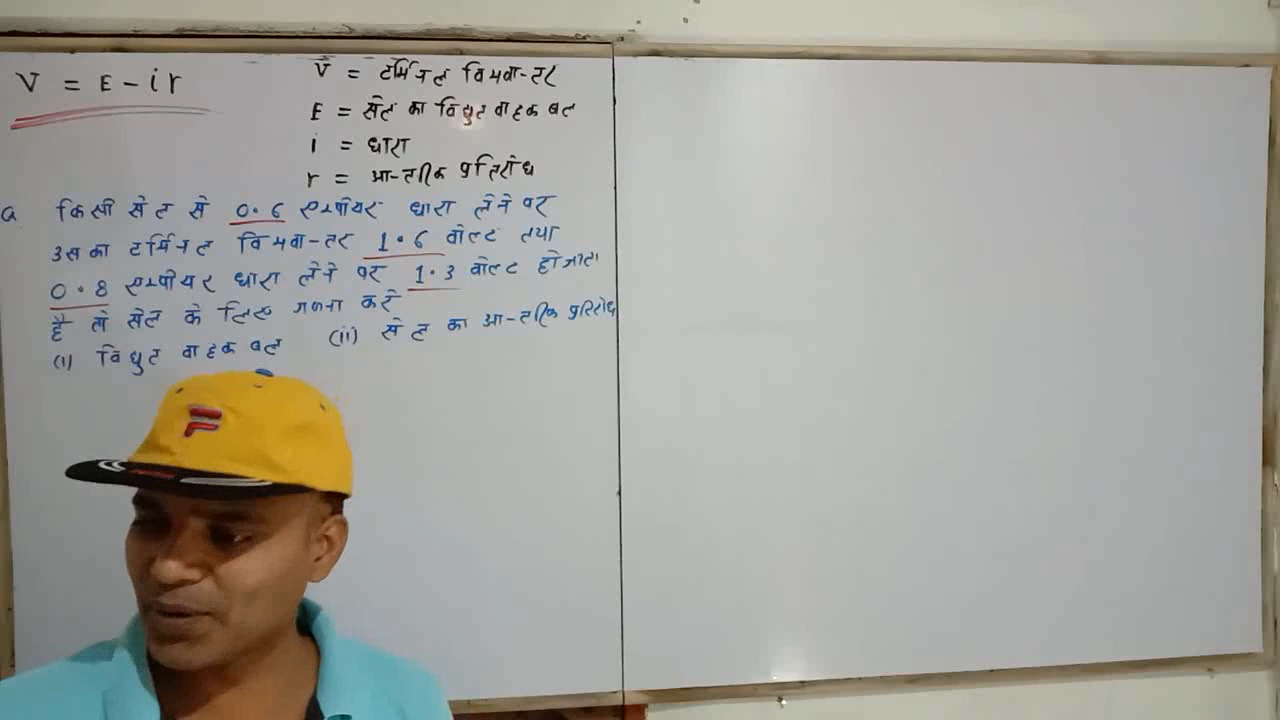 V = E - ir
V = टर्मिनल विभवान्तर
E = सेल का विद्युत वाहक बल
i = धारा
r = आन्तरिक प्रतिरोध
Q किसी सेल से 0.6 एम्पीयर धारा लेने पर
उसका टर्मिनल विभवान्तर 1.6 वोल्ट तथा
0.8 एम्पीयर धारा लेने पर 1.3 वोल्ट हो जाता
है तो सेल के लिए गणना करे
(i) विद्युत वाहक बल (ii) सेल का आन्तरिक प्रतिरोध
F